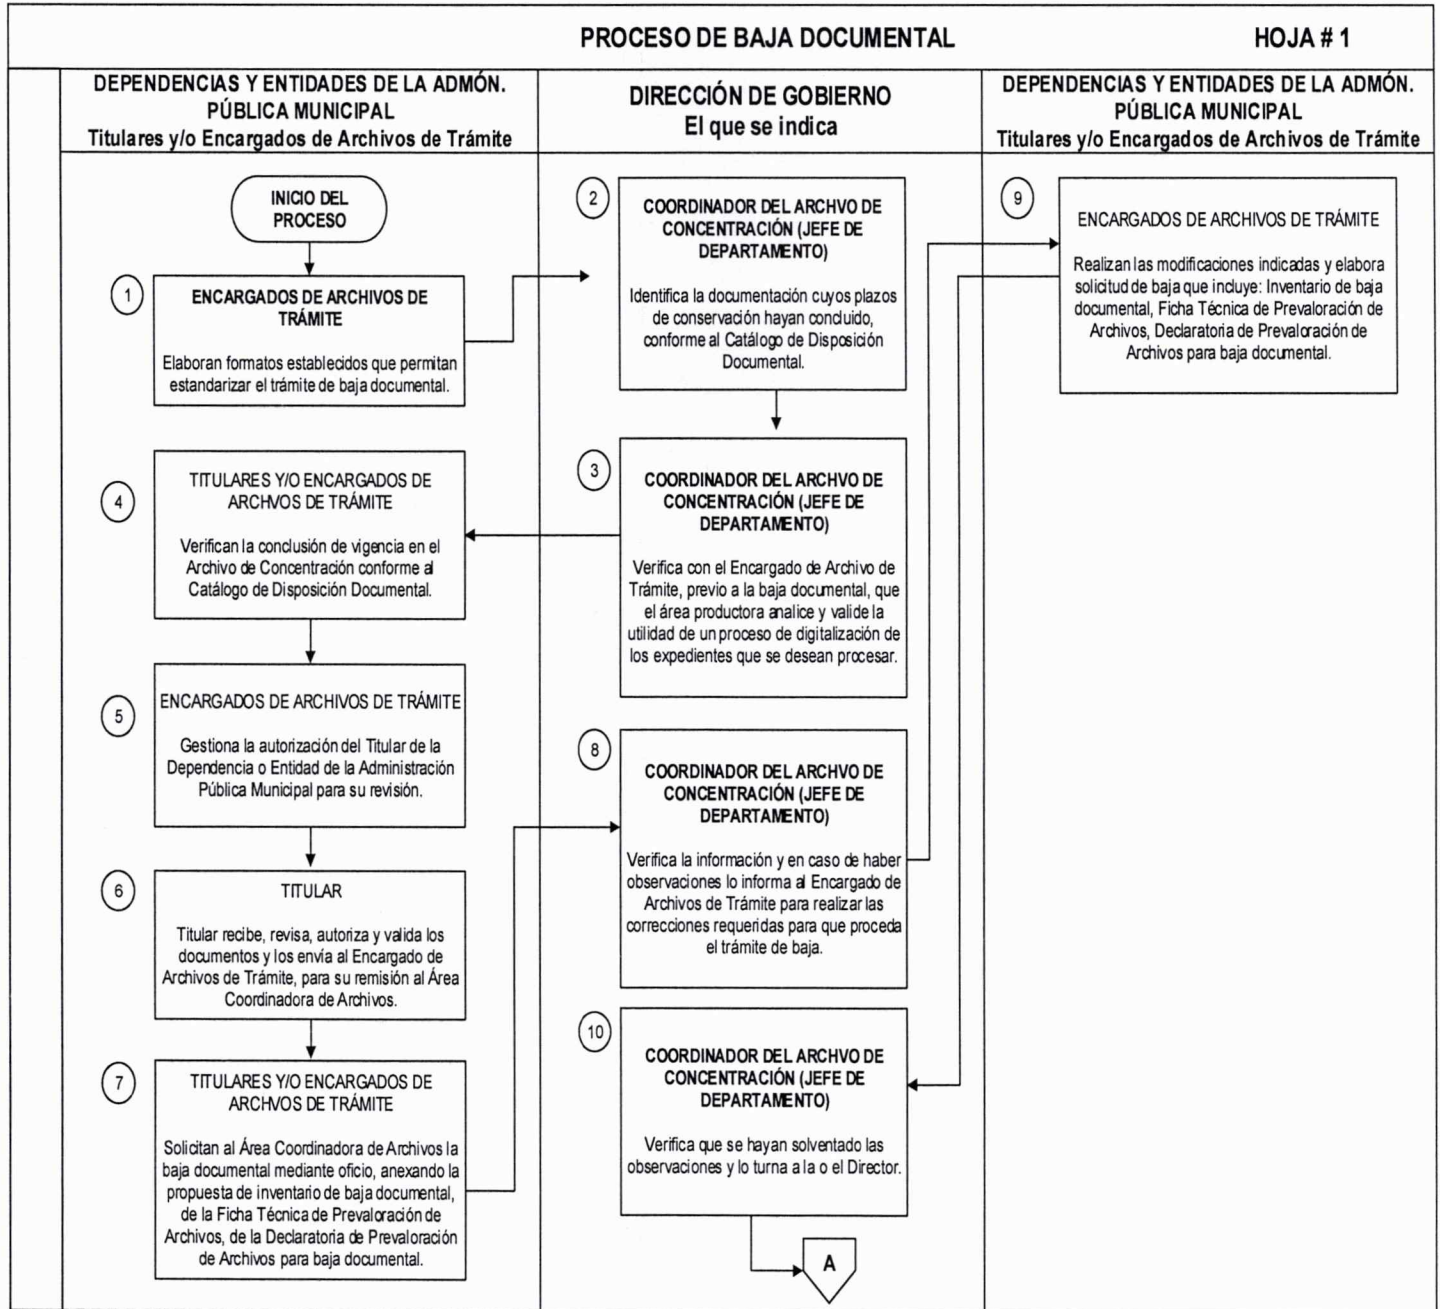 PROCESO DE BAJA DOCUMENTAL
HOJA # 1
DEPENDENCIAS Y ENTIDADES DE LA ADMÓN.
PÚBLICA MUNICIPAL
Titulares y/o Encargados de Archivos de Trámite
DIRECCIÓN DE GOBIERNO
El que se indica
DEPENDENCIAS Y ENTIDADES DE LA ADMÓN.
PÚBLICA MUNICIPAL
Titulares y/o Encargados de Archivos de Trámite
INICIO DEL
PROCESO
1
ENCARGADOS DE ARCHIVOS DE
TRÁMITE
Elaboran formatos establecidos que permitan
estandarizar el trámite de baja documental.
2
COORDINADOR DEL ARCHVO DE
CONCENTRACIÓN (JEFE DE
DEPARTAMENTO)
Identifica la documentación cuyos plazos
de conservación hayan concluido,
conforme al Catálogo de Disposición
Documental.
3
COORDINADOR DEL ARCHVO DE
CONCENTRACIÓN (JEFE DE
DEPARTAMENTO)
Verifica con el Encargado de Archivo de
Trámite, previo a la baja documental, que
el área productora analice y valide la
utilidad de un proceso de digitalización de
los expedientes que se desean procesar.
4
TITULARES Y/O ENCARGADOS DE
ARCHVOS DE TRÁMITE
Verifican la conclusión de vigencia en el
Archivo de Concentración conforme al
Catálogo de Disposición Documental.
5
ENCARGADOS DE ARCHIVOS DE TRÁMITE
Gestiona la autorización del Titular de la
Dependencia o Entidad de la Administración
Pública Municipal para su revisión.
6
TITULAR
Titular recibe, revisa, autoriza y valida los
documentos y los envía al Encargado de
Archivos de Trámite, para su remisión al Área
Coordinadora de Archivos.
7
TITULARES Y/O ENCARGADOS DE
ARCHVOS DE TRÁMITE
Solicitan al Área Coordinadora de Archivos la
baja documental mediante oficio, anexando la
propuesta de inventario de baja documental,
de la Ficha Técnica de Prevaloración de
Archivos, de la Declaratoria de Prevaloración
de Archivos para baja documental.
8
COORDINADOR DEL ARCHVO DE
CONCENTRACIÓN (JEFE DE
DEPARTAMENTO)
Verifica la información y en caso de haber
observaciones lo informa al Encargado de
Archivos de Trámite para realizar las
correcciones requeridas para que proceda
el trámite de baja.
9
ENCARGADOS DE ARCHIVOS DE TRÁMITE
Realizan las modificaciones indicadas y elabora
solicitud de baja que incluye: Inventario de baja
documental, Ficha Técnica de Prevaloración de
Archivos, Declaratoria de Prevaloración de
Archivos para baja documental.
10
COORDINADOR DEL ARCHVO DE
CONCENTRACIÓN (JEFE DE
DEPARTAMENTO)
Verifica que se hayan solventado las
observaciones y lo turna a la o el Director.
A